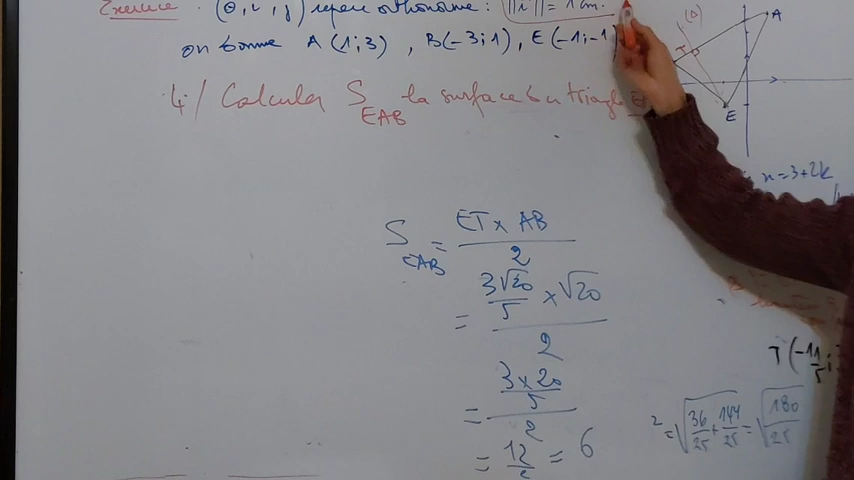 Exercice . (O, i, j) repère orthonormé : ||i|| = 1 cm.
on donne A(1;3) , B(-3;1) , E(-1;-1)
4/ Calculer S_EAB la surface du triangle
(Δ)
A
T
E
x = 3+2k
S_EAB = (ET × AB)/2
= (3√20/5 × √20)/2
= (3 × 20/5)/2
= 12/2 = 6
T(-11/5;
= √(36/25 + 144/25) = √(180/25)